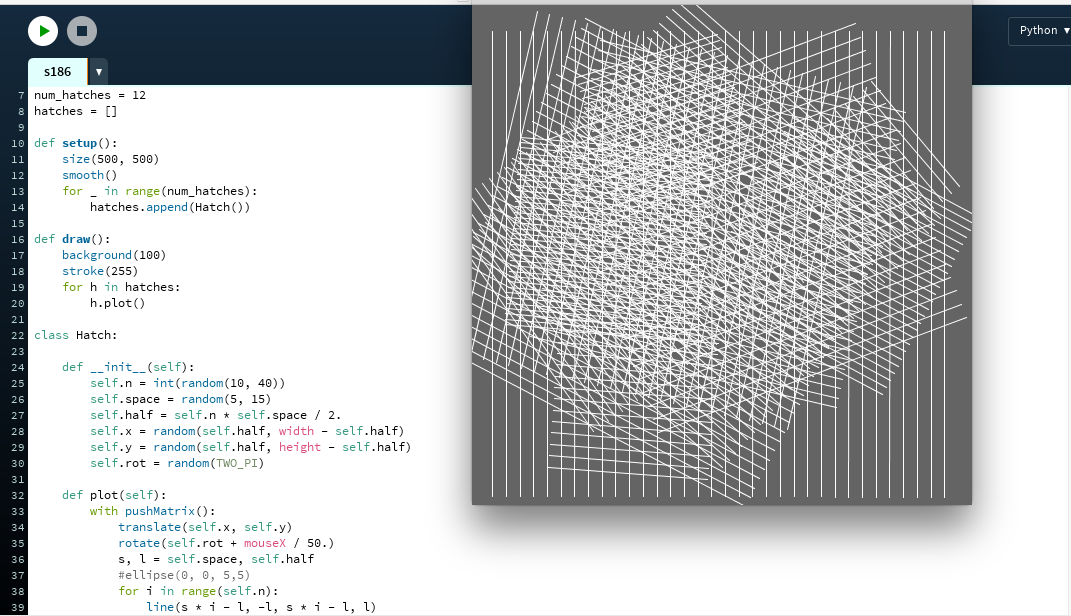 Python ▾
s186 ▾
7 num_hatches = 12
8 hatches = []
9
10 def setup():
11     size(500, 500)
12     smooth()
13     for _ in range(num_hatches):
14         hatches.append(Hatch())
15
16 def draw():
17     background(100)
18     stroke(255)
19     for h in hatches:
20         h.plot()
21
22 class Hatch:
23
24     def __init__(self):
25         self.n = int(random(10, 40))
26         self.space = random(5, 15)
27         self.half = self.n * self.space / 2.
28         self.x = random(self.half, width - self.half)
29         self.y = random(self.half, height - self.half)
30         self.rot = random(TWO_PI)
31
32     def plot(self):
33         with pushMatrix():
34             translate(self.x, self.y)
35             rotate(self.rot + mouseX / 50.)
36             s, l = self.space, self.half
37             #ellipse(0, 0, 5,5)
38             for i in range(self.n):
39                 line(s * i - l, -l, s * i - l, l)